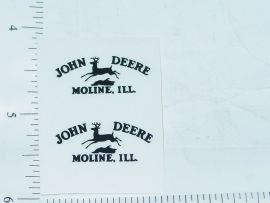 4
JOHN DEERE
MOLINE, ILL.
5
JOHN DEERE
MOLINE, ILL.
6